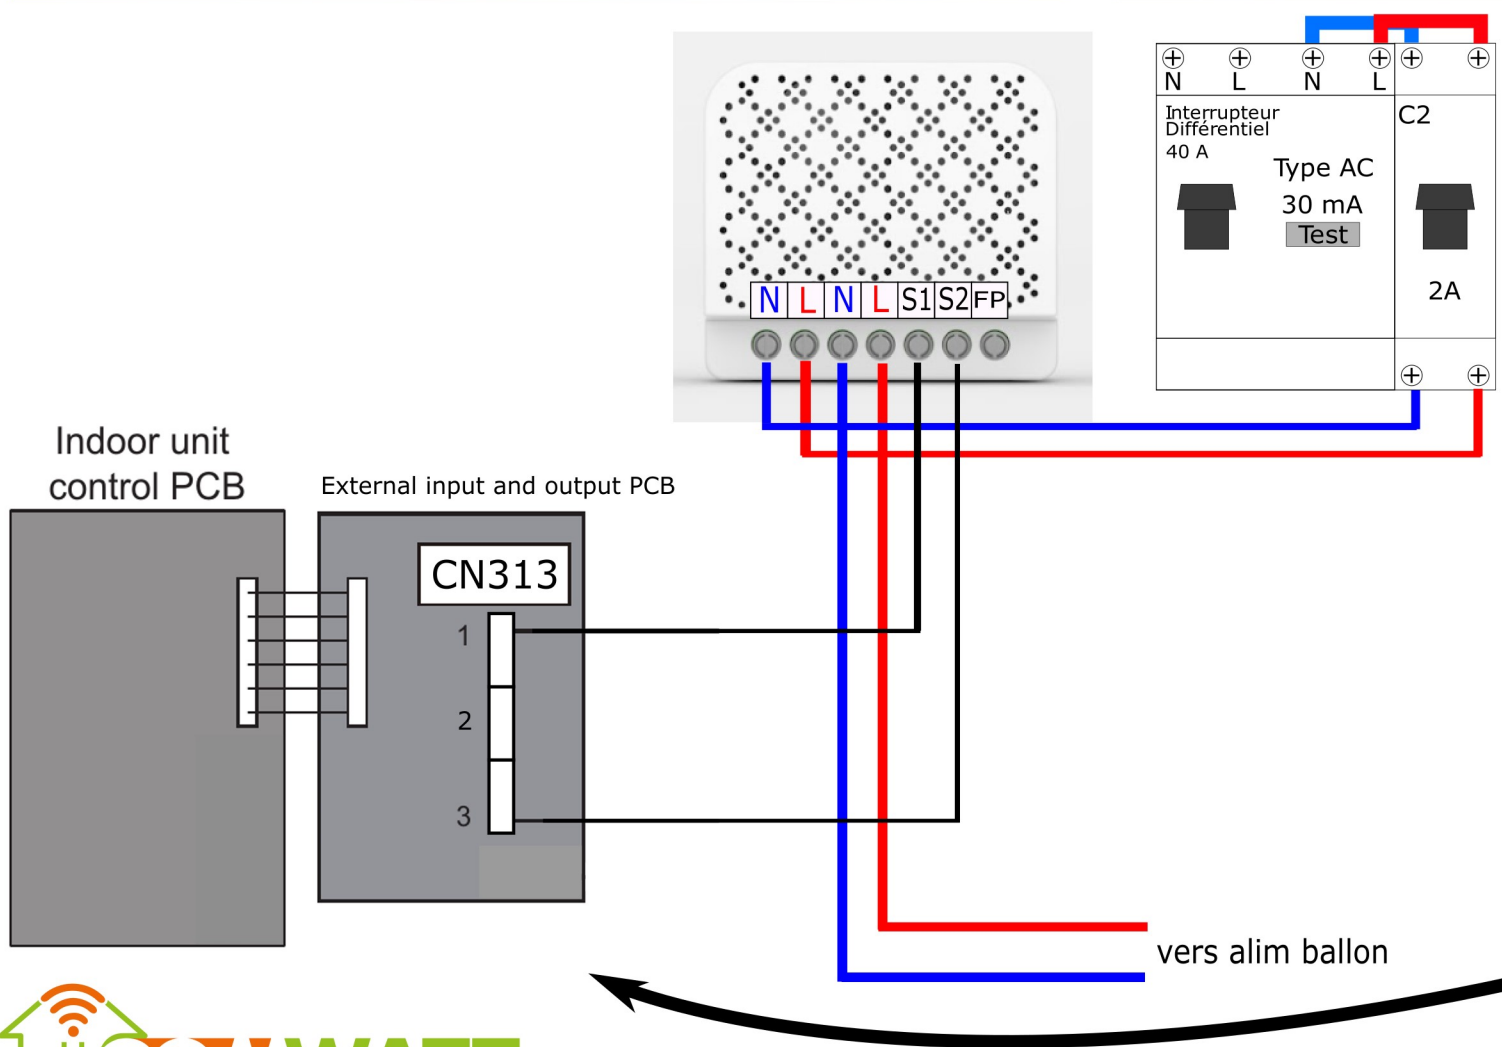 N L N L
Interrupteur
Différentiel
40 A
Type AC
30 mA
Test
C2
2A
N L N L S1 S2 FP
Indoor unit
control PCB
External input and output PCB
CN313
1
2
3
vers alim ballon
WATT